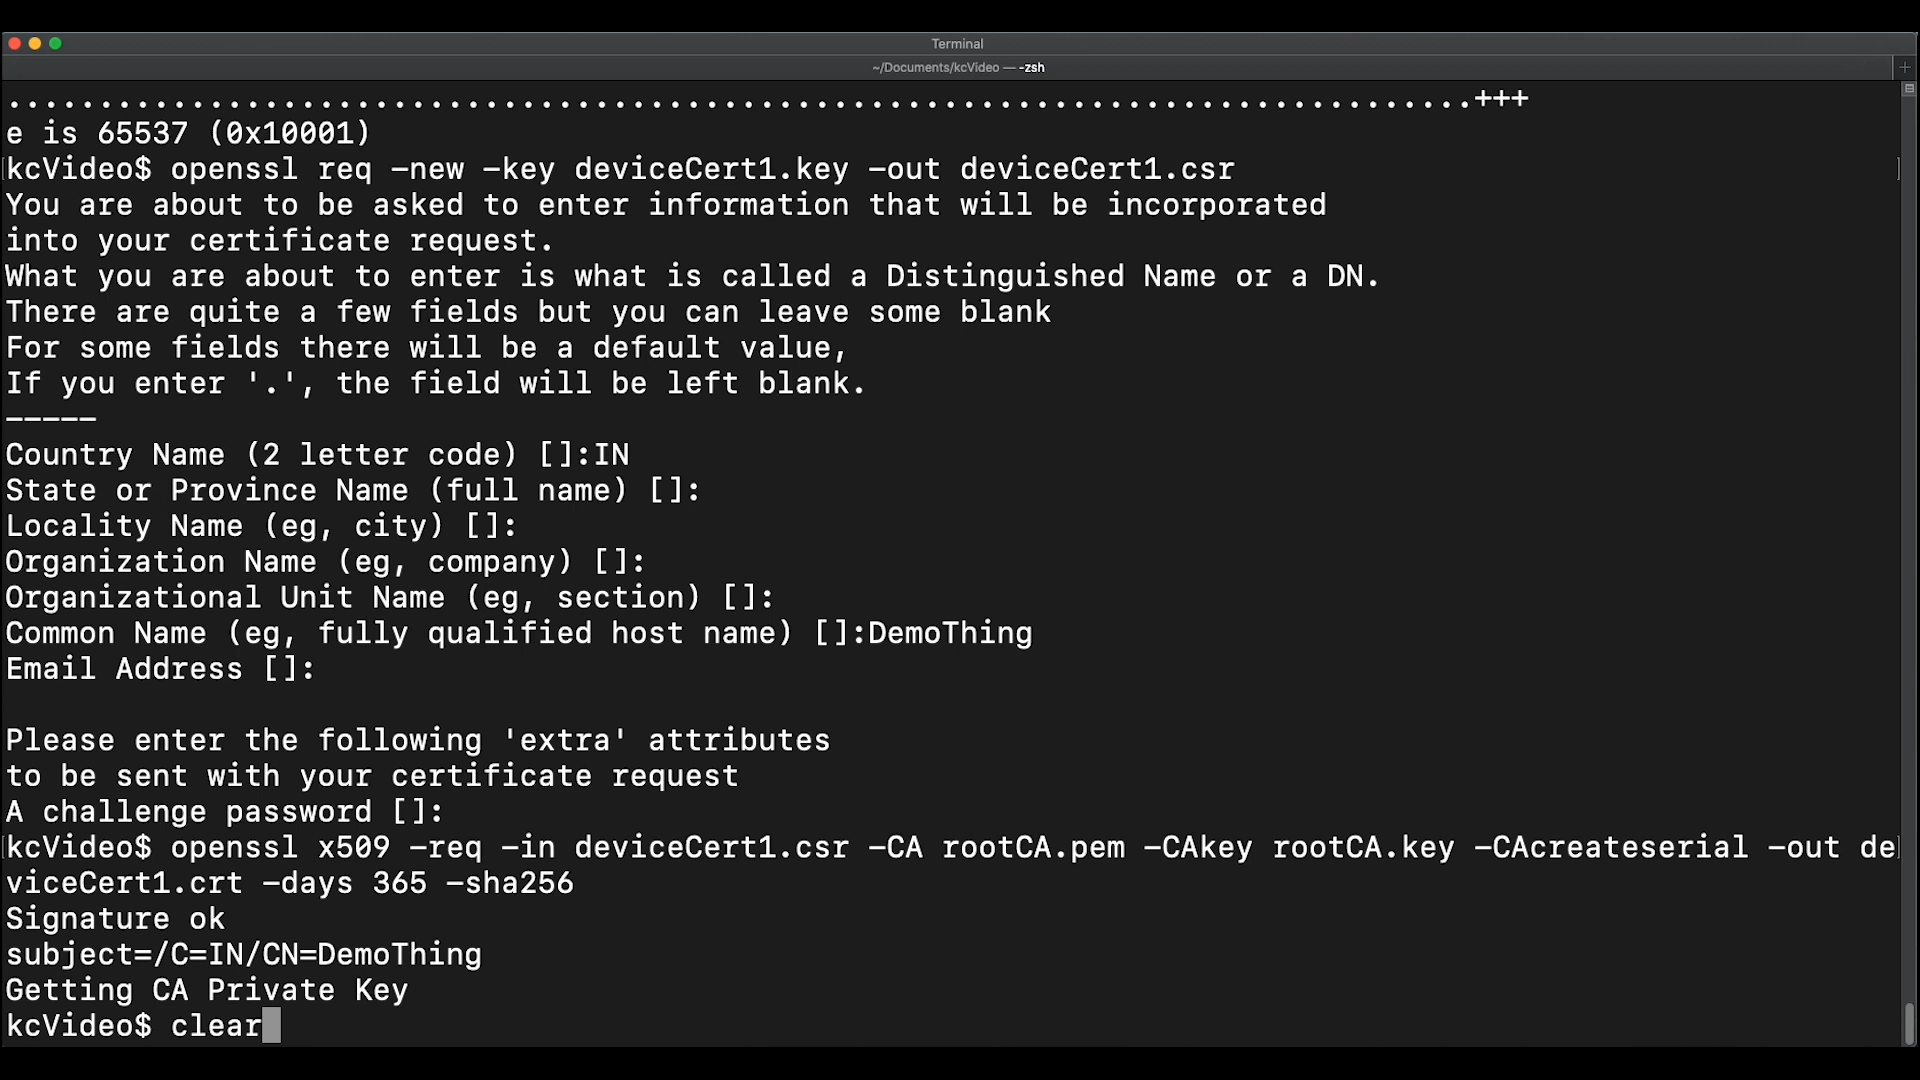 Terminal
~/Documents/kcVideo — -zsh
................................................................................+++
e is 65537 (0x10001)
kcVideo$ openssl req -new -key deviceCert1.key -out deviceCert1.csr
You are about to be asked to enter information that will be incorporated
into your certificate request.
What you are about to enter is what is called a Distinguished Name or a DN.
There are quite a few fields but you can leave some blank
For some fields there will be a default value,
If you enter '.', the field will be left blank.
-----
Country Name (2 letter code) []:IN
State or Province Name (full name) []:
Locality Name (eg, city) []:
Organization Name (eg, company) []:
Organizational Unit Name (eg, section) []:
Common Name (eg, fully qualified host name) []:DemoThing
Email Address []:
Please enter the following 'extra' attributes
to be sent with your certificate request
A challenge password []:
kcVideo$ openssl x509 -req -in deviceCert1.csr -CA rootCA.pem -CAkey rootCA.key -CAcreateserial -out de
viceCert1.crt -days 365 -sha256
Signature ok
subject=/C=IN/CN=DemoThing
Getting CA Private Key
kcVideo$ clear